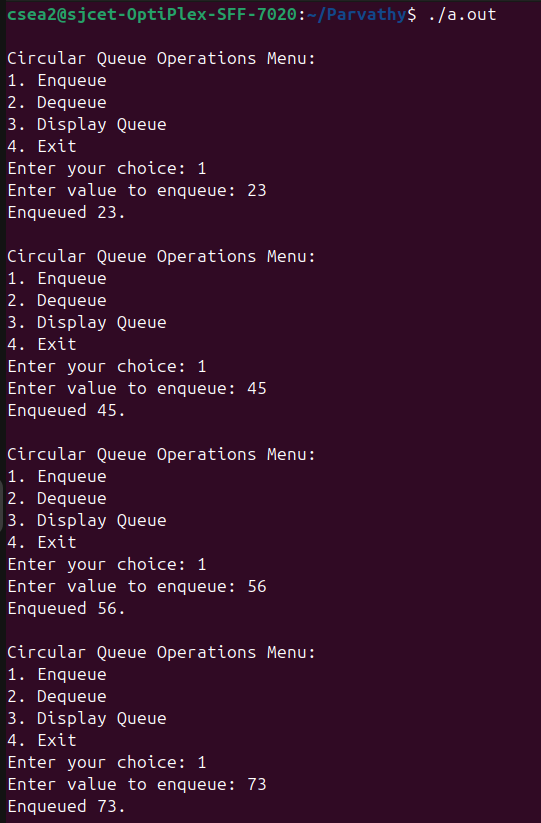 csea2@sjcet-OptiPlex-SFF-7020:~/Parvathy$ ./a.out
Circular Queue Operations Menu:
1. Enqueue
2. Dequeue
3. Display Queue
4. Exit
Enter your choice: 1
Enter value to enqueue: 23
Enqueued 23.
Circular Queue Operations Menu:
1. Enqueue
2. Dequeue
3. Display Queue
4. Exit
Enter your choice: 1
Enter value to enqueue: 45
Enqueued 45.
Circular Queue Operations Menu:
1. Enqueue
2. Dequeue
3. Display Queue
4. Exit
Enter your choice: 1
Enter value to enqueue: 56
Enqueued 56.
Circular Queue Operations Menu:
1. Enqueue
2. Dequeue
3. Display Queue
4. Exit
Enter your choice: 1
Enter value to enqueue: 73
Enqueued 73.